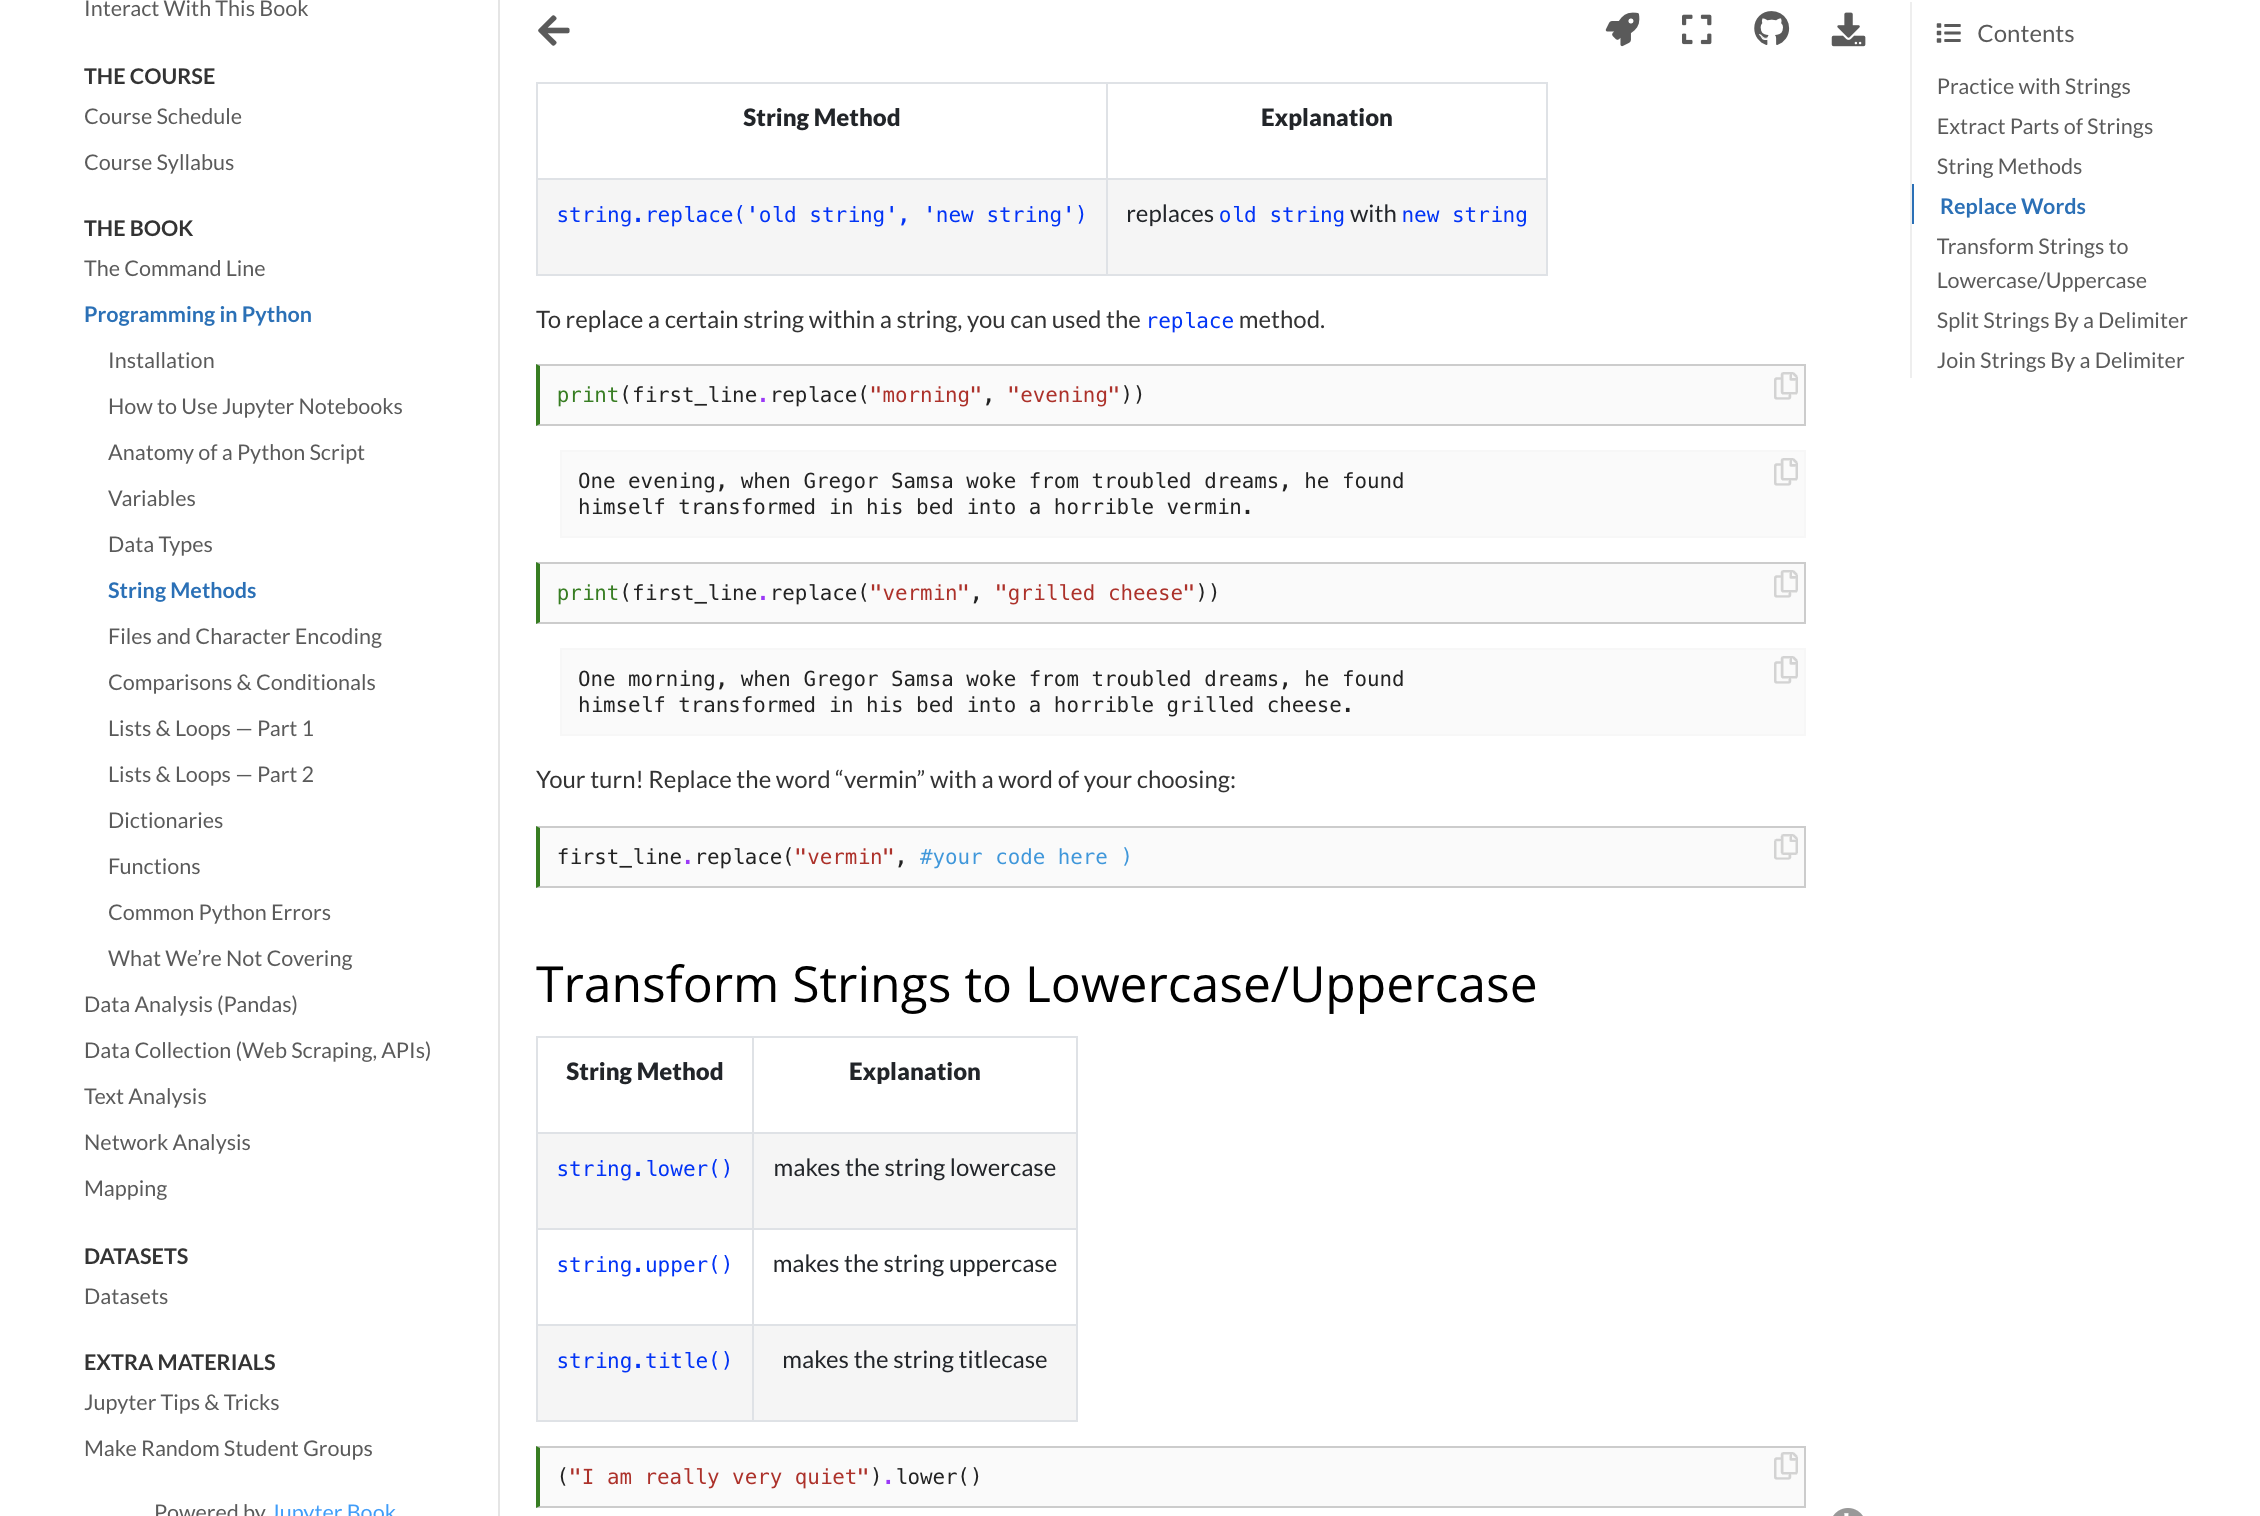 Interact With This Book
THE COURSE
Course Schedule
Course Syllabus
THE BOOK
The Command Line
Programming in Python
Installation
How to Use Jupyter Notebooks
Anatomy of a Python Script
Variables
Data Types
String Methods
Files and Character Encoding
Comparisons & Conditionals
Lists & Loops — Part 1
Lists & Loops — Part 2
Dictionaries
Functions
Common Python Errors
What We’re Not Covering
Data Analysis (Pandas)
Data Collection (Web Scraping, APIs)
Text Analysis
Network Analysis
Mapping
DATASETS
Datasets
EXTRA MATERIALS
Jupyter Tips & Tricks
Make Random Student Groups
Powered by Jupyter Book
String Method Explanation
string.replace('old string', 'new string') replaces old string with new string
To replace a certain string within a string, you can used the replace method.
print(first_line.replace("morning", "evening"))
One evening, when Gregor Samsa woke from troubled dreams, he found
himself transformed in his bed into a horrible vermin.
print(first_line.replace("vermin", "grilled cheese"))
One morning, when Gregor Samsa woke from troubled dreams, he found
himself transformed in his bed into a horrible grilled cheese.
Your turn! Replace the word “vermin” with a word of your choosing:
first_line.replace("vermin", #your code here )
Transform Strings to Lowercase/Uppercase
String Method Explanation
string.lower() makes the string lowercase
string.upper() makes the string uppercase
string.title() makes the string titlecase
("I am really very quiet").lower()
Contents
Practice with Strings
Extract Parts of Strings
String Methods
Replace Words
Transform Strings to
Lowercase/Uppercase
Split Strings By a Delimiter
Join Strings By a Delimiter